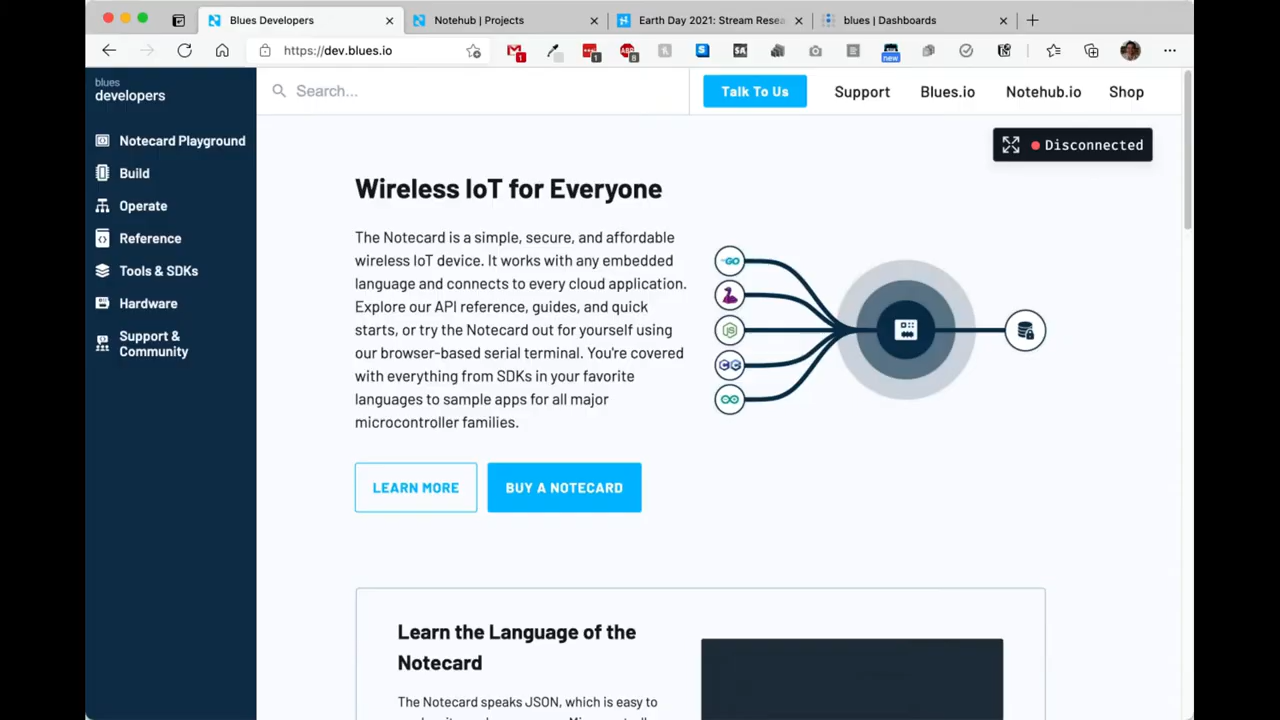 Blues Developers
Notehub | Projects
Earth Day 2021: Stream Resea
blues | Dashboards
https://dev.blues.io
1
1
8
SA
new
blues
developers
Search...
Talk To Us
Support
Blues.io
Notehub.io
Shop
Notecard Playground
Build
Operate
Reference
Tools & SDKs
Hardware
Support &
Community
Disconnected
Wireless IoT for Everyone
The Notecard is a simple, secure, and affordable
wireless IoT device. It works with any embedded
language and connects to every cloud application.
Explore our API reference, guides, and quick
starts, or try the Notecard out for yourself using
our browser-based serial terminal. You're covered
with everything from SDKs in your favorite
languages to sample apps for all major
microcontroller families.
GO
LEARN MORE
BUY A NOTECARD
Learn the Language of the
Notecard
The Notecard speaks JSON, which is easy to